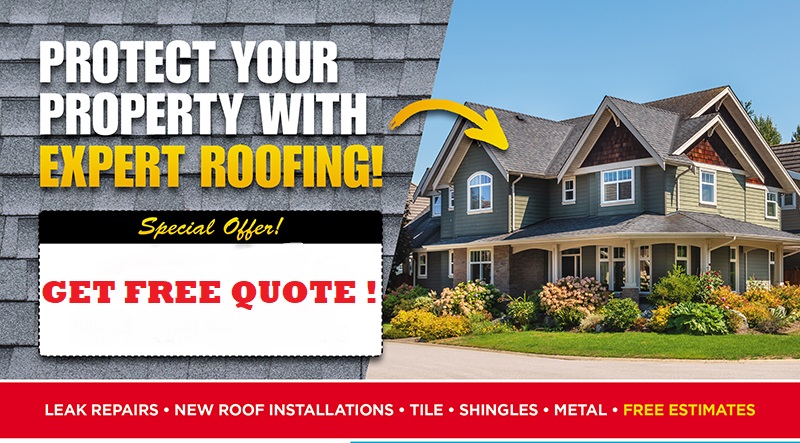 PROTECT YOUR
PROPERTY WITH
EXPERT ROOFING!
Special Offer!
GET FREE QUOTE !
LEAK REPAIRS • NEW ROOF INSTALLATIONS • TILE • SHINGLES • METAL • FREE ESTIMATES